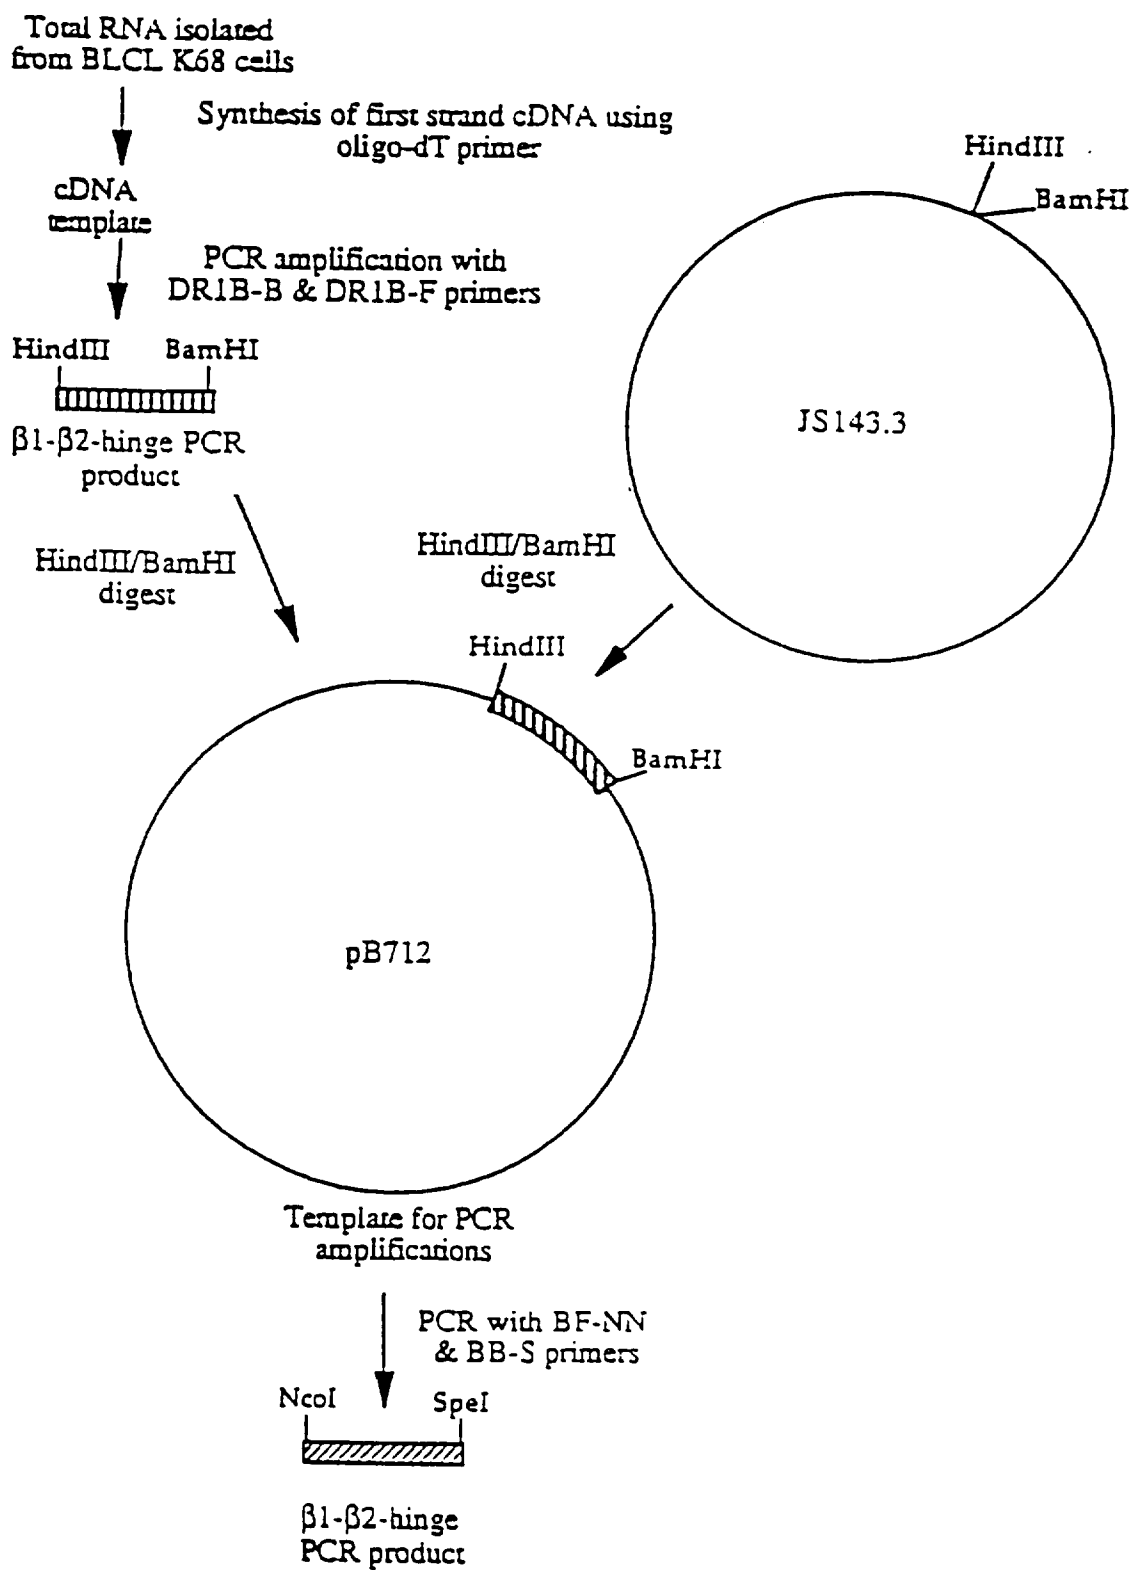 Total RNA isolated
from BLCL K68 cells
Synthesis of first strand cDNA using
oligo-dT primer
cDNA
template
PCR amplification with
DR1B-B & DR1B-F primers
HindIII
BamHI
β1-β2-hinge PCR
product
HindIII
BamHI
JS143.3
HindIII/BamHI
digest
HindIII/BamHI
digest
HindIII
BamHI
pB712
Template for PCR
amplifications
PCR with BF-NN
& BB-S primers
NcoI
SpeI
β1-β2-hinge
PCR product